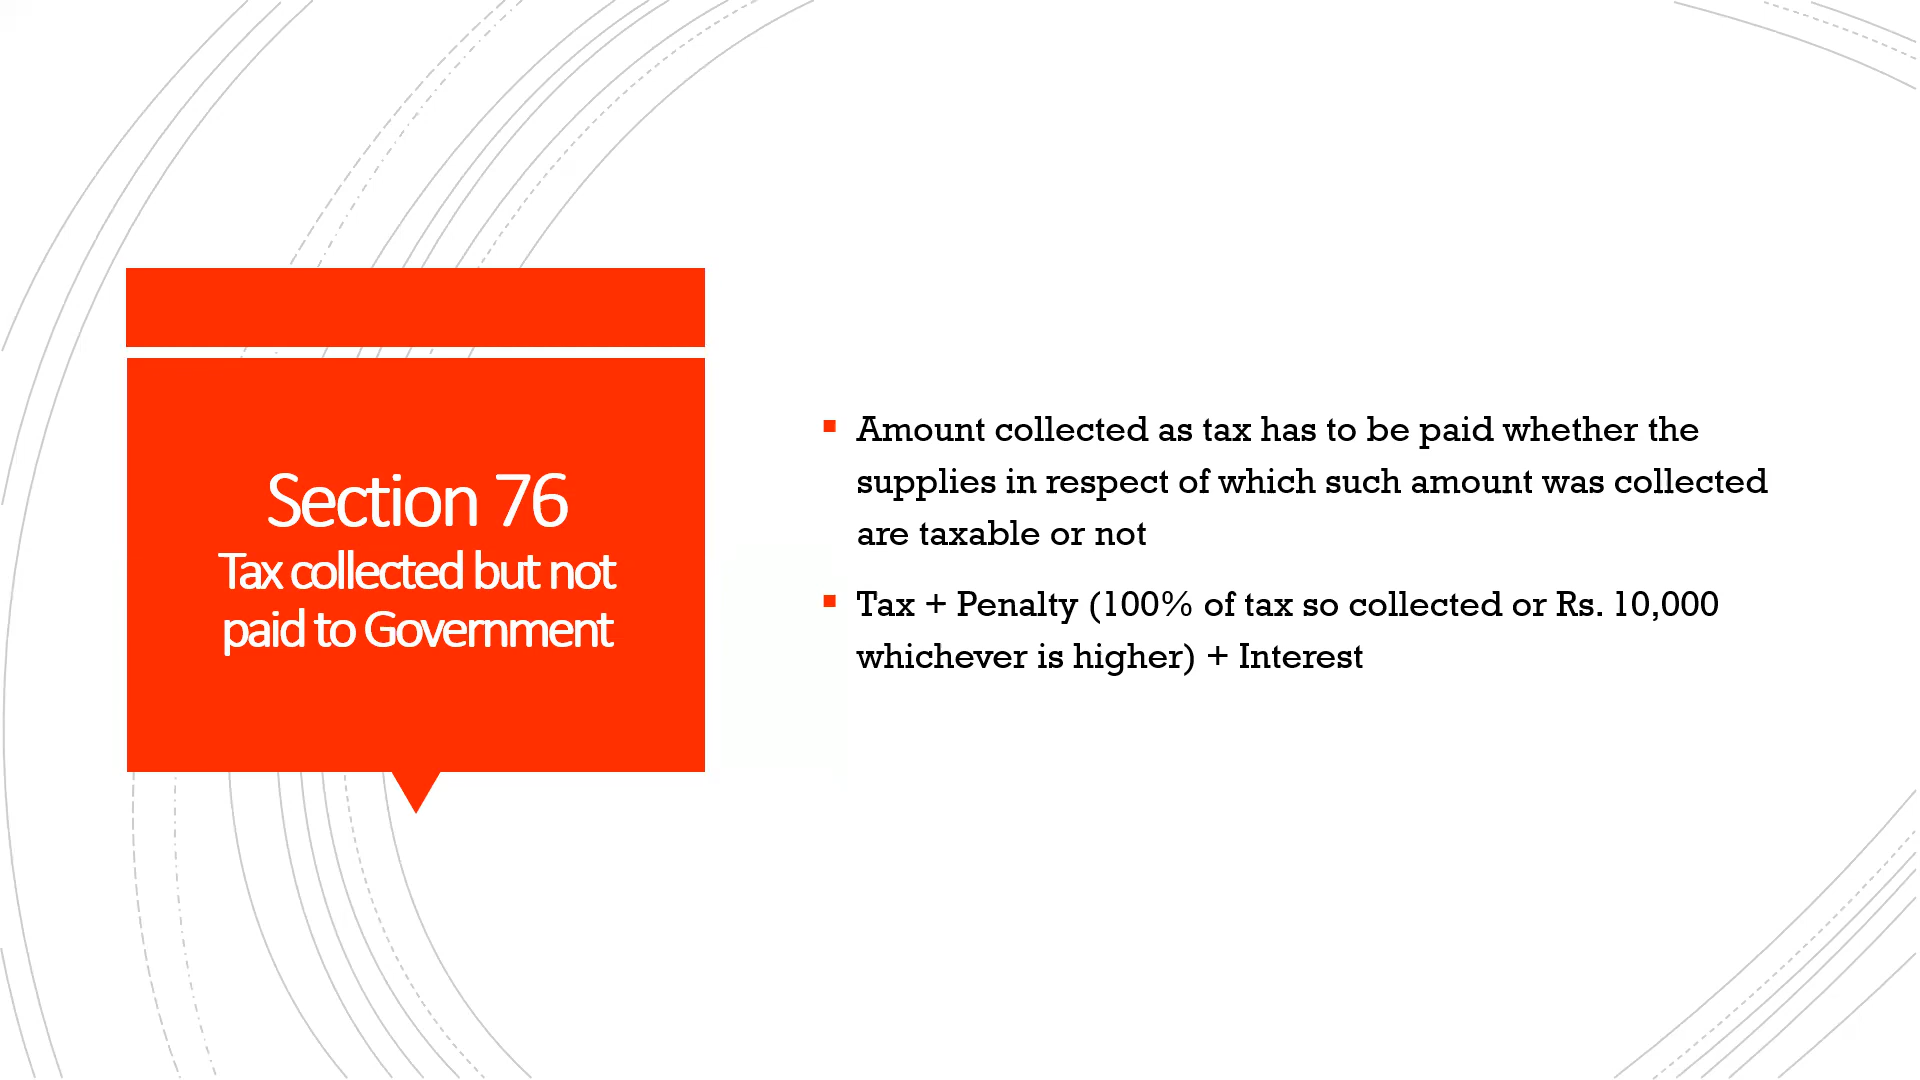 Section 76
Tax collected but not
paid to Government
Amount collected as tax has to be paid whether the
supplies in respect of which such amount was collected
are taxable or not
Tax + Penalty (100% of tax so collected or Rs. 10,000
whichever is higher) + Interest